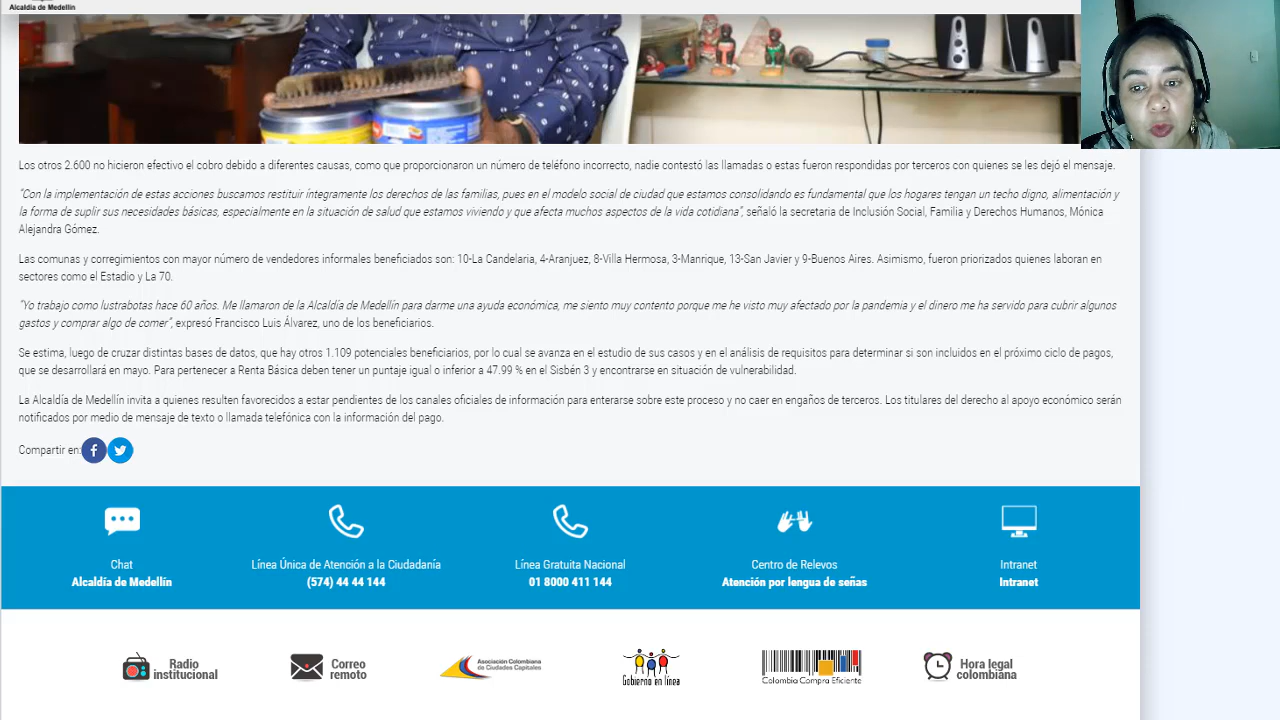 Alcaldía de Medellín
Los otros 2.600 no hicieron efectivo el cobro debido a diferentes causas, como que proporcionaron un número de teléfono incorrecto, nadie contestó las llamadas o estas fueron respondidas por terceros con quienes se les dejó el mensaje.
“Con la implementación de estas acciones buscamos restituir íntegramente los derechos de las familias, pues en el modelo social de ciudad que estamos consolidando es fundamental que los hogares tengan un techo digno, alimentación y
la forma de suplir sus necesidades básicas, especialmente en la situación de salud que estamos viviendo y que afecta muchos aspectos de la vida cotidiana”, señaló la secretaria de Inclusión Social, Familia y Derechos Humanos, Mónica
Alejandra Gómez.
Las comunas y corregimientos con mayor número de vendedores informales beneficiados son: 10-La Candelaria, 4-Aranjuez, 8-Villa Hermosa, 3-Manrique, 13-San Javier y 9-Buenos Aires. Asimismo, fueron priorizados quienes laboran en
sectores como el Estadio y La 70.
“Yo trabajo como lustrabotas hace 60 años. Me llamaron de la Alcaldía de Medellín para darme una ayuda económica, me siento muy contento porque me he visto muy afectado por la pandemia y el dinero me ha servido para cubrir algunos
gastos y comprar algo de comer”, expresó Francisco Luis Álvarez, uno de los beneficiarios.
Se estima, luego de cruzar distintas bases de datos, que hay otros 1.109 potenciales beneficiarios, por lo cual se avanza en el estudio de sus casos y en el análisis de requisitos para determinar si son incluidos en el próximo ciclo de pagos,
que se desarrollará en mayo. Para pertenecer a Renta Básica deben tener un puntaje igual o inferior a 47.99 % en el Sisbén 3 y encontrarse en situación de vulnerabilidad.
La Alcaldía de Medellín invita a quienes resulten favorecidos a estar pendientes de los canales oficiales de información para enterarse sobre este proceso y no caer en engaños de terceros. Los titulares del derecho al apoyo económico serán
notificados por medio de mensaje de texto o llamada telefónica con la información del pago.
Compartir en:
Chat
Alcaldía de Medellín
Línea Única de Atención a la Ciudadanía
(574) 44 44 144
Línea Gratuita Nacional
01 8000 411 144
Centro de Relevos
Atención por lengua de señas
Intranet
Intranet
Radio
institucional
Correo
remoto
Asociación Colombiana
de Ciudades Capitales
Gobierno en línea
Colombia Compra Eficiente
Hora legal
colombiana